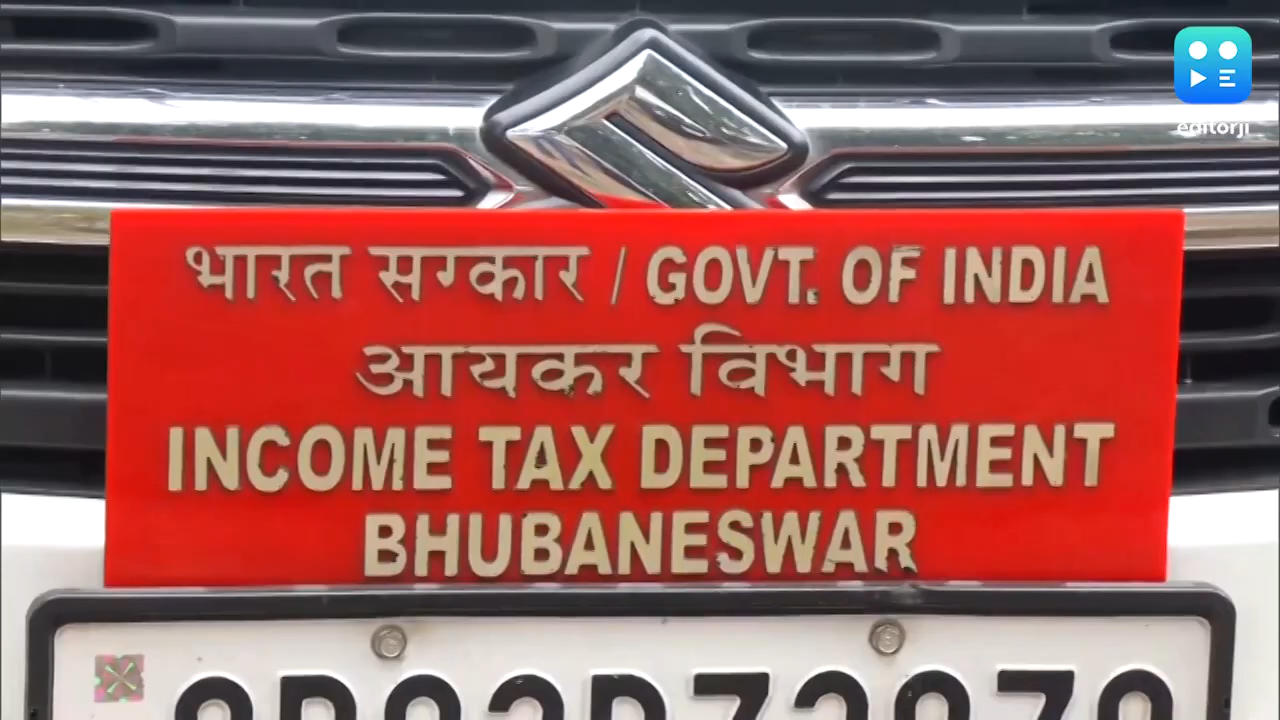 editorji
भारत सरकार / GOVT. OF INDIA
आयकर विभाग
INCOME TAX DEPARTMENT
BHUBANESWAR